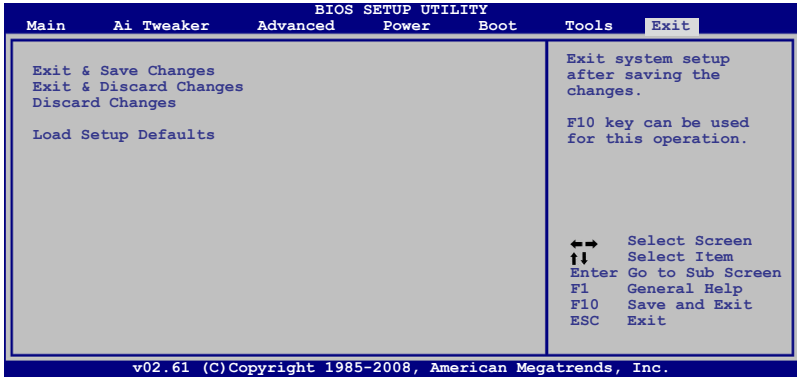 BIOS SETUP UTILITY
Main Ai Tweaker Advanced Power Boot Tools Exit
Exit & Save Changes
Exit & Discard Changes
Discard Changes
Load Setup Defaults
Exit system setup
after saving the
changes.
F10 key can be used
for this operation.
←→ Select Screen
↑↓ Select Item
Enter Go to Sub Screen
F1 General Help
F10 Save and Exit
ESC Exit
v02.61 (C)Copyright 1985-2008, American Megatrends, Inc.